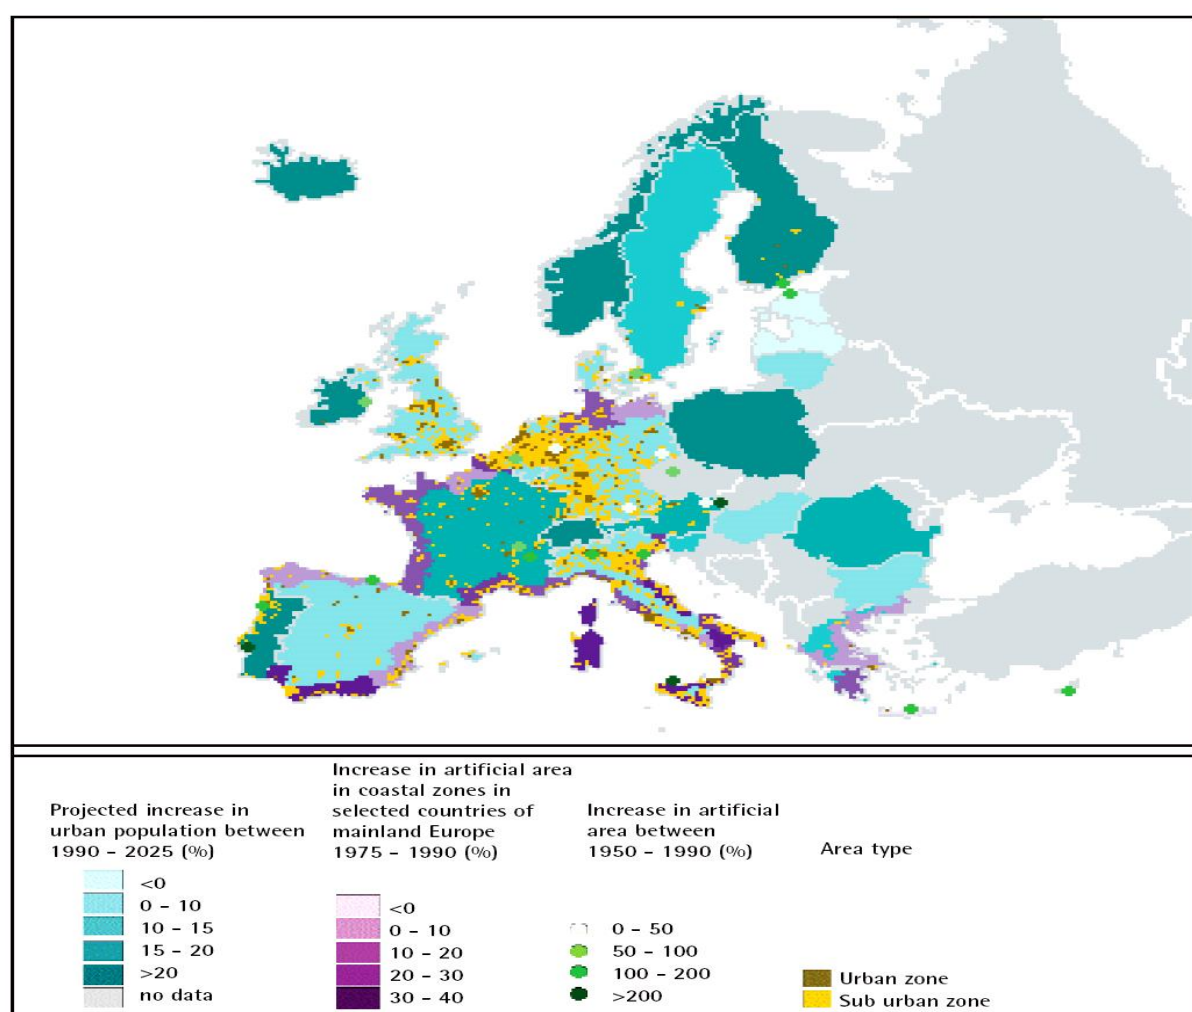 Projected increase in
urban population between
1990 – 2025 (%)
<0
0 – 10
10 – 15
15 – 20
>20
no data
Increase in artificial area
in coastal zones in
selected countries of
mainland Europe
1975 – 1990 (%)
<0
0 – 10
10 – 20
20 – 30
30 – 40
Increase in artificial
area between
1950 – 1990 (%)
0 – 50
50 – 100
100 – 200
>200
Area type
Urban zone
Sub urban zone